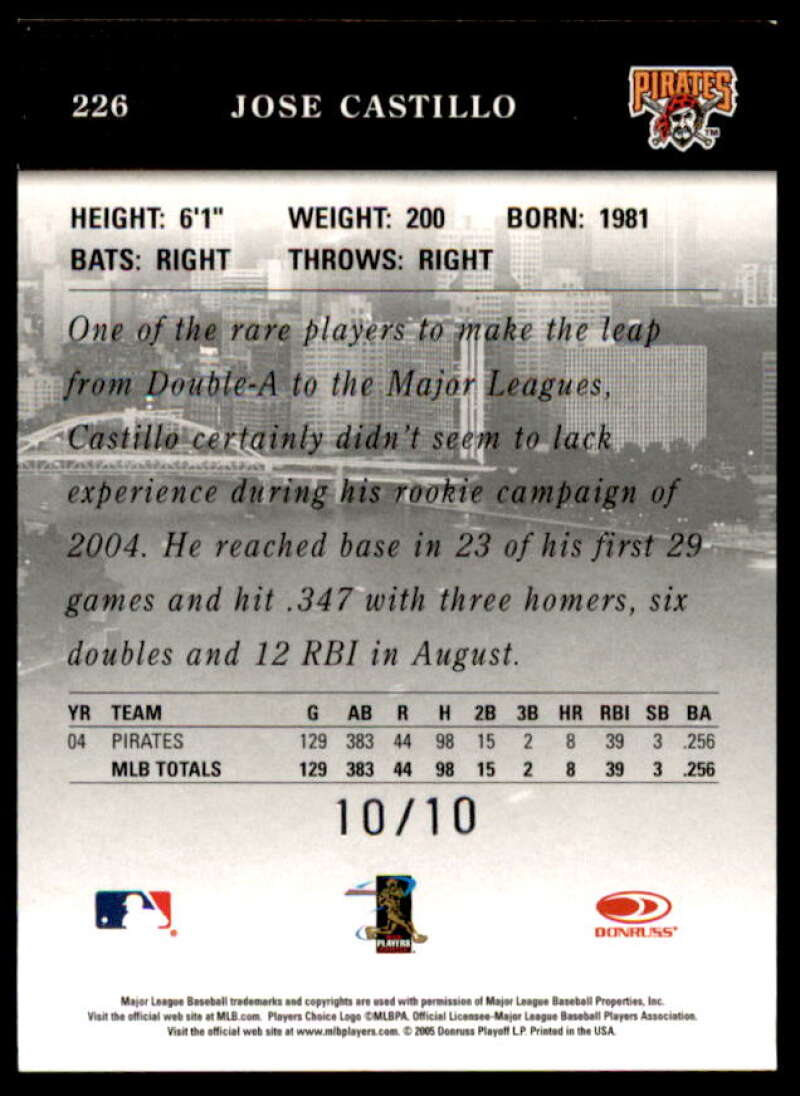 226 JOSE CASTILLO PIRATES TM
HEIGHT: 6'1" WEIGHT: 200 BORN: 1981
BATS: RIGHT THROWS: RIGHT
One of the rare players to make the leap
from Double-A to the Major Leagues,
Castillo certainly didn't seem to lack
experience during his rookie campaign of
2004. He reached base in 23 of his first 29
games and hit .347 with three homers, six
doubles and 12 RBI in August.
YR TEAM G AB R H 2B 3B HR RBI SB BA
04 PIRATES 129 383 44 98 15 2 8 39 3 .256
MLB TOTALS 129 383 44 98 15 2 8 39 3 .256
10/10
PLAYERS
DONRUSS
Major League Baseball trademarks and copyrights are used with permission of Major League Baseball Properties, Inc.
Visit the official web site at MLB.com. Players Choice Logo ©MLBPA. Official Licensee-Major League Baseball Players Association.
Visit the official web site at www.mlbplayers.com. © 2005 Donruss Playoff L.P. Printed in the USA.